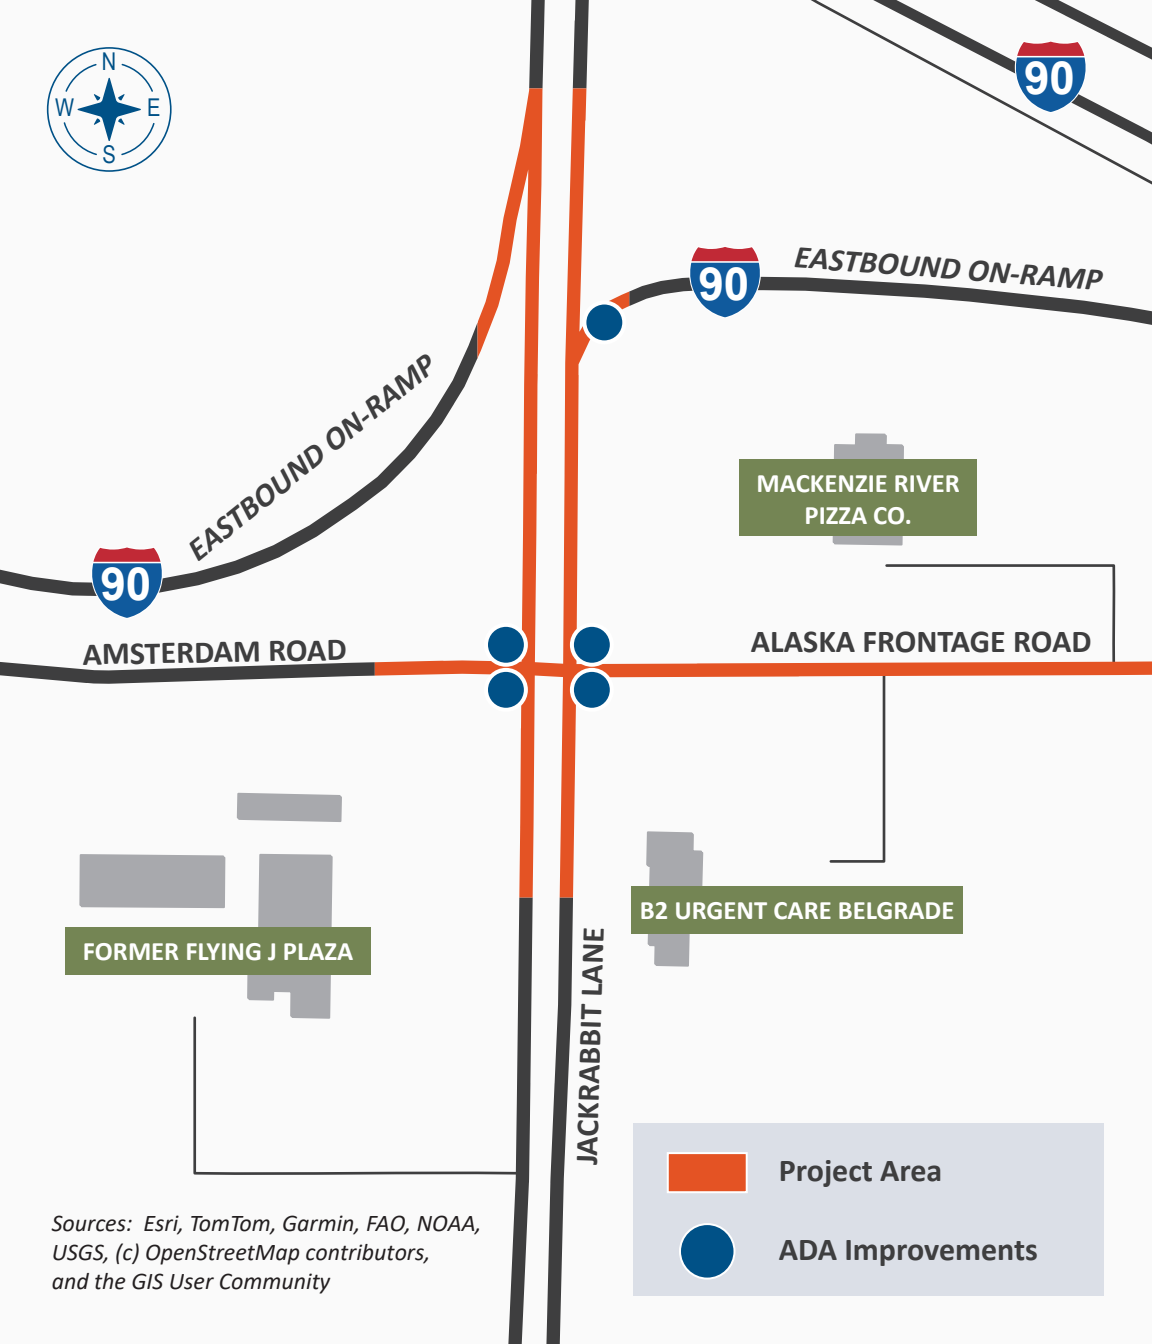 N
W
E
S
90
90
EASTBOUND ON-RAMP
EASTBOUND ON-RAMP
90
MACKENZIE RIVER
PIZZA CO.
AMSTERDAM ROAD
ALASKA FRONTAGE ROAD
B2 URGENT CARE BELGRADE
FORMER FLYING J PLAZA
JACKRABBIT LANE
Project Area
ADA Improvements
Sources:  Esri, TomTom, Garmin, FAO, NOAA,
USGS, (c) OpenStreetMap contributors,
and the GIS User Community